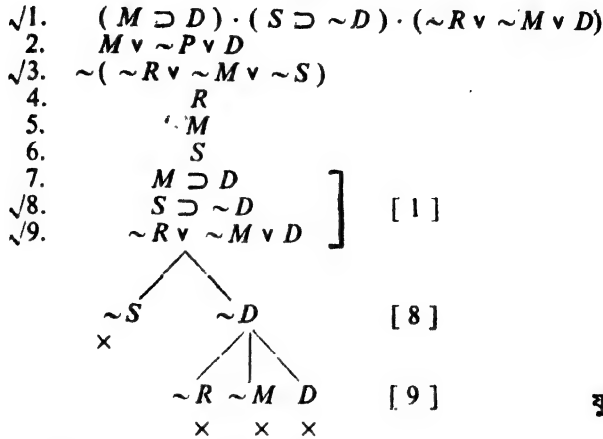 √1. ( M ⊃ D ) · ( S ⊃ ~D ) · (~R ∨ ~M ∨ D)
2. M ∨ ~P ∨ D
√3. ~( ~R ∨ ~M ∨ ~S )
4. R
5. M
6. S
7. M ⊃ D
√8. S ⊃ ~D [ 1 ]
√9. ~R ∨ ~M ∨ D
~S ~D [ 8 ]
×
~R ~M D [ 9 ]
× × ×